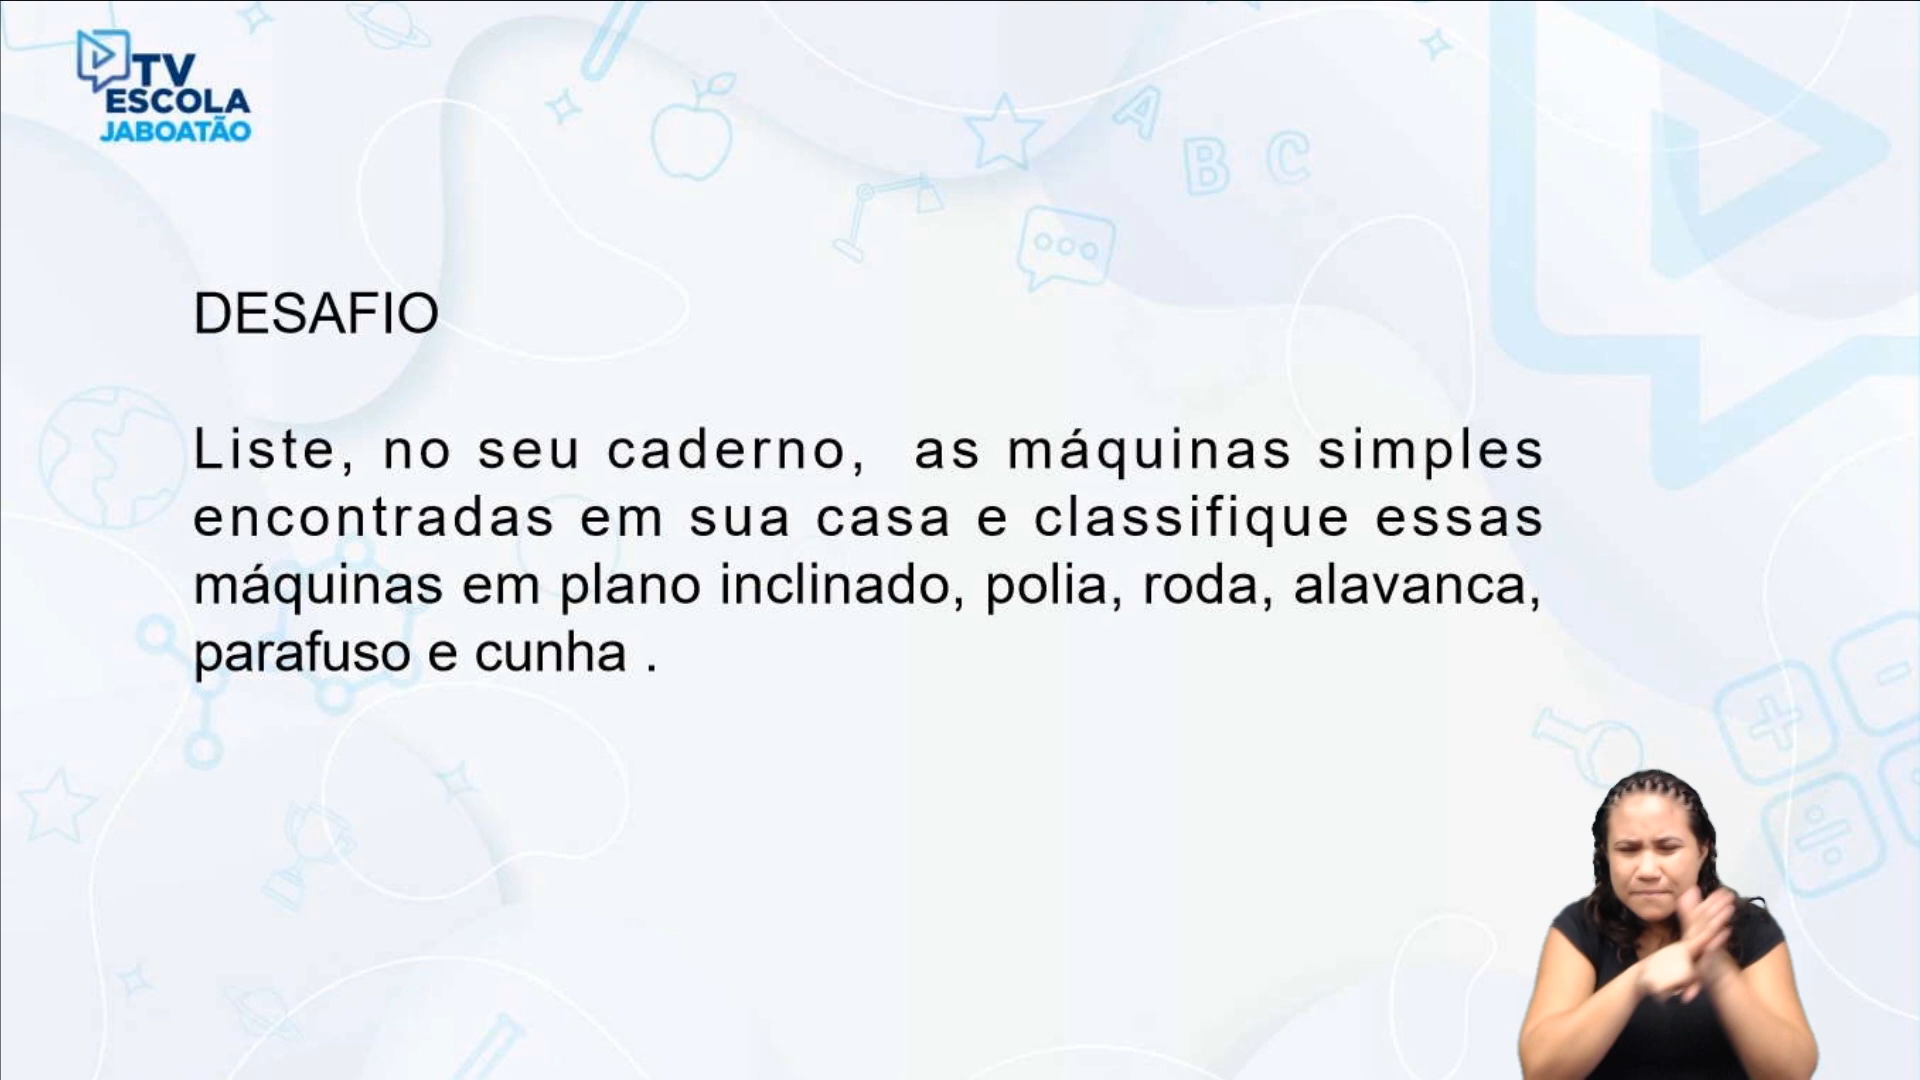 TV
ESCOLA
JABOATÃO
A B C
DESAFIO
Liste, no seu caderno, as máquinas simples
encontradas em sua casa e classifique essas
máquinas em plano inclinado, polia, roda, alavanca,
parafuso e cunha .